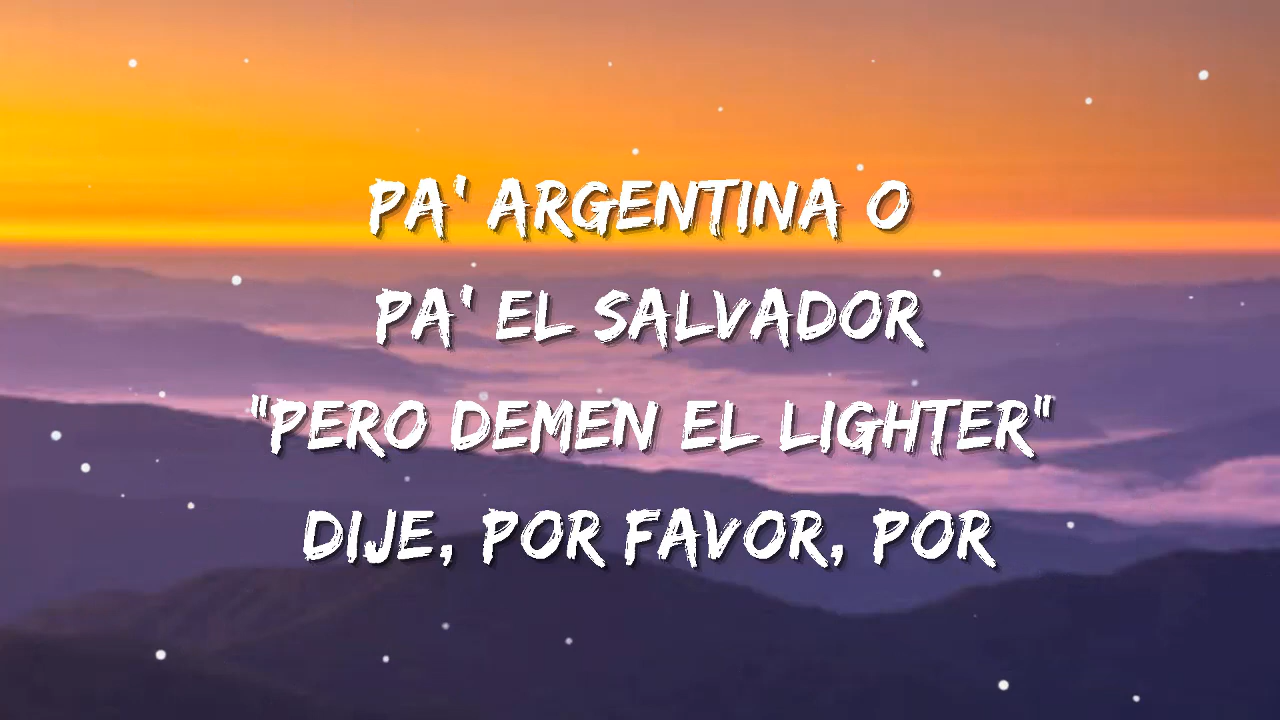 PA' ARGENTINA O
PA' EL SALVADOR
"PERO DEMEN EL LIGHTER"
DIJE, POR FAVOR, POR